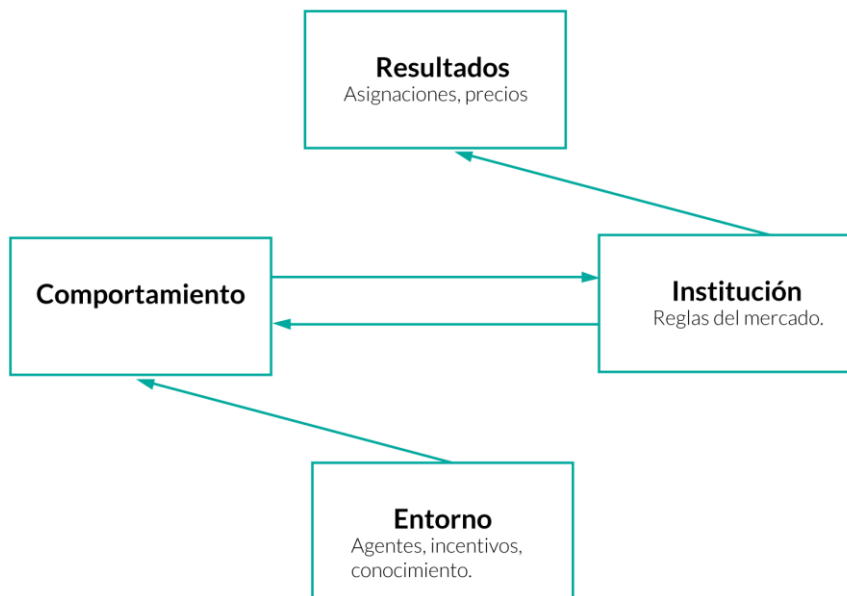 Resultados
Asignaciones, precios
Comportamiento
Institución
Reglas del mercado.
Entorno
Agentes, incentivos,
conocimiento.